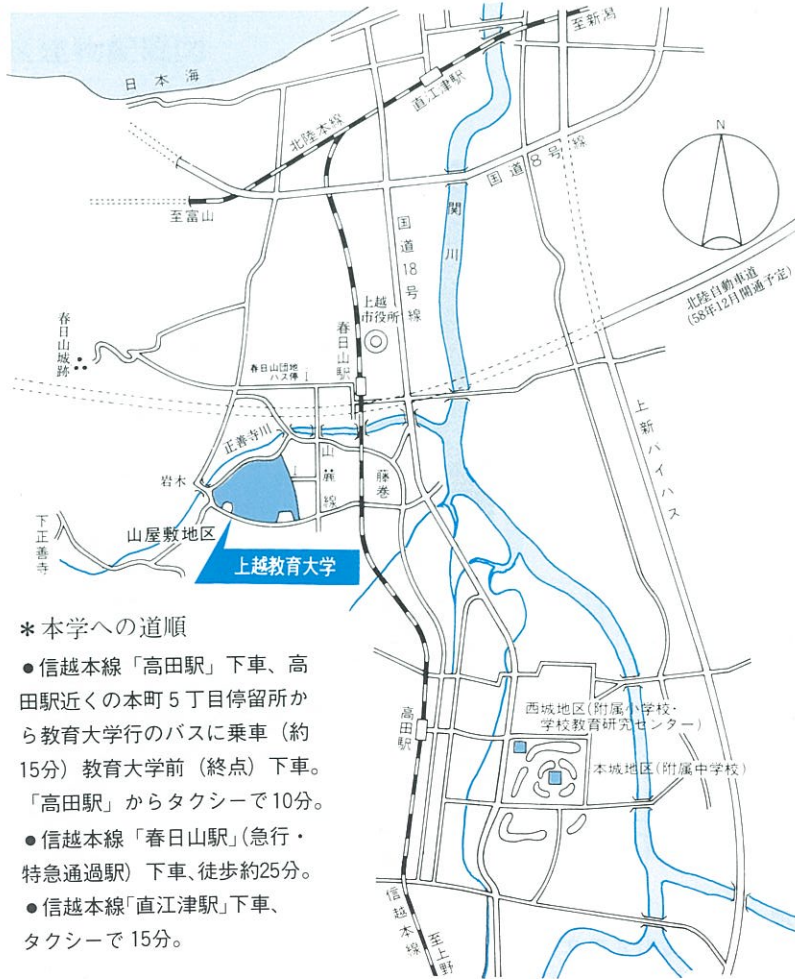 至新潟
日本海
直江津駅
北陸本線
国道8号線
N
至富山
関川
国道18号線
北陸自動車道
(58年12月開通予定)
上越
市役所
春日山城跡
春日山駅
春日山団地
バス停
上新バイパス
正善寺川
山麓線
藤巻
岩木
下正善寺
山屋敷地区
上越教育大学
西城地区(附属小学校・
学校教育研究センター)
高田駅
本城地区(附属中学校)
信越本線
至上野
*本学への道順
●信越本線「高田駅」下車、高
田駅近くの本町5丁目停留所か
ら教育大学行のバスに乗車(約
15分)教育大学前(終点)下車。
「高田駅」からタクシーで10分。
●信越本線「春日山駅」(急行・
特急通過駅)下車、徒歩約25分。
●信越本線「直江津駅」下車、
タクシーで15分。